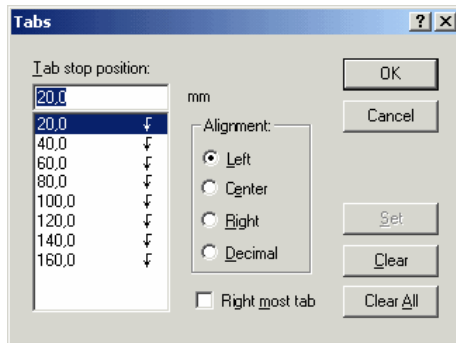 Tabs
Tab stop position:
20,0
mm
20,0
40,0
60,0
80,0
100,0
120,0
140,0
160,0
Alignment:
Left
Center
Right
Decimal
Right most tab
OK
Cancel
Set
Clear
Clear All